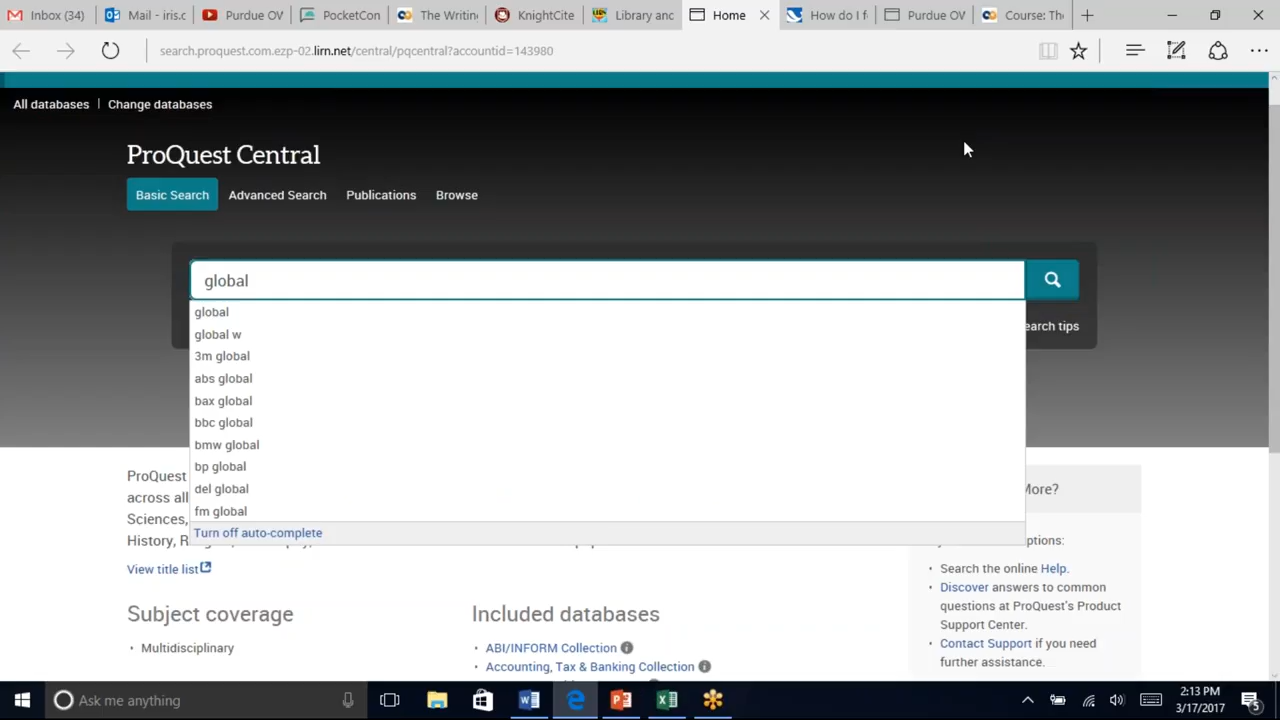 Inbox (34)
Mail - iris.c
Purdue OV
PocketCon
The Writing
KnightCite
Library and
Home
How do I f
Purdue OV
Course: The
search.proquest.com.ezp-02.lirn.net/central/pqcentral?accountid=143980
All databases | Change databases
ProQuest Central
Basic Search
Advanced Search
Publications
Browse
global
global
global w
3m global
abs global
bax global
bbc global
bmw global
bp global
del global
fm global
Turn off auto-complete
earch tips
ProQuest
across all
Sciences,
History, R
View title list
More?
ptions:
Search the online Help.
Discover answers to common
questions at ProQuest's Product
Support Center.
Contact Support if you need
further assistance.
Subject coverage
Multidisciplinary
Included databases
ABI/INFORM Collection
Accounting, Tax & Banking Collection
Ask me anything
2:13 PM
3/17/2017
5